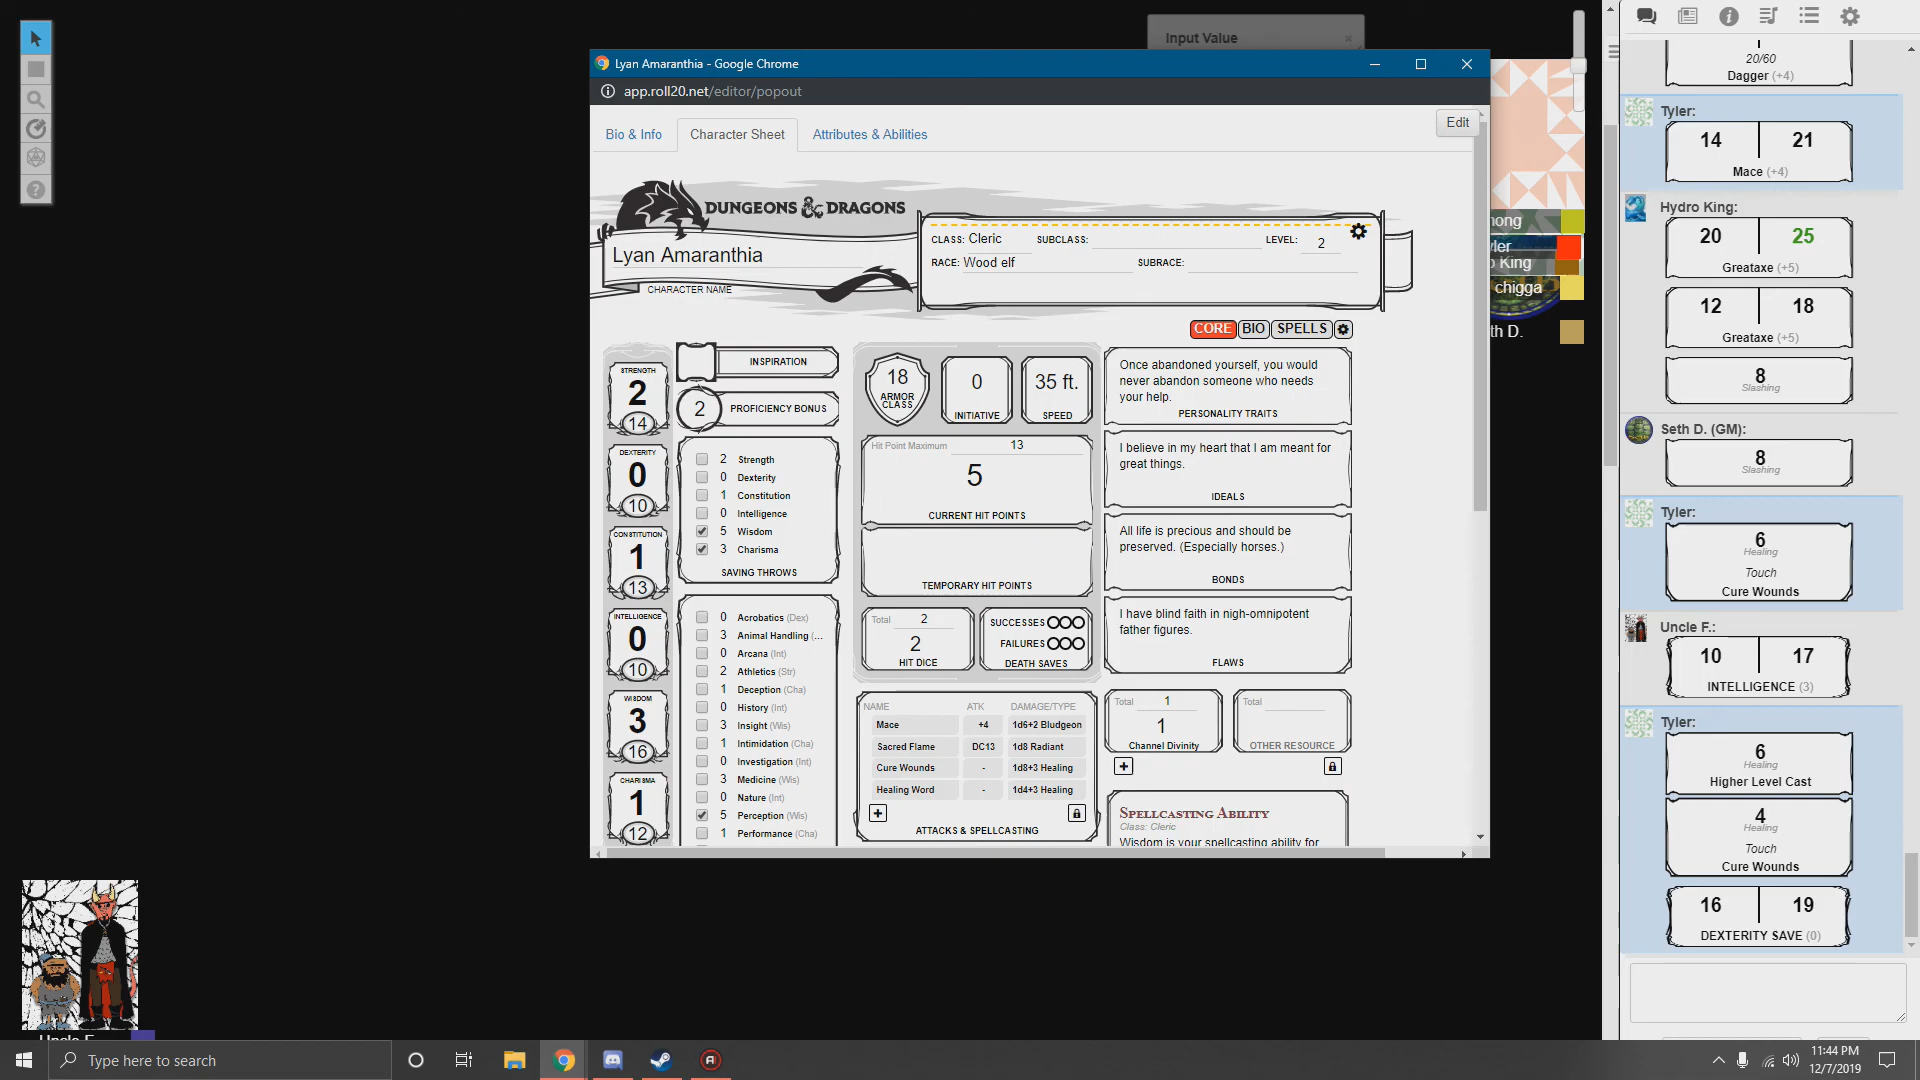 Input Value
Lyan Amaranthia - Google Chrome
app.roll20.net/editor/popout
Bio & Info
Character Sheet
Attributes & Abilities
Edit
DUNGEONS & DRAGONS
Lyan Amaranthia
CHARACTER NAME
CLASS: Cleric
SUBCLASS:
LEVEL: 2
RACE: Wood elf
SUBRACE:
CORE
BIO
SPELLS
STRENGTH
2
14
DEXTERITY
0
10
CONSTITUTION
1
13
INTELLIGENCE
0
10
WISDOM
3
16
CHARISMA
1
12
INSPIRATION
2 PROFICIENCY BONUS
2 Strength
0 Dexterity
1 Constitution
0 Intelligence
5 Wisdom
3 Charisma
SAVING THROWS
0 Acrobatics (Dex)
3 Animal Handling (...
0 Arcana (Int)
2 Athletics (Str)
1 Deception (Cha)
0 History (Int)
3 Insight (Wis)
1 Intimidation (Cha)
0 Investigation (Int)
3 Medicine (Wis)
0 Nature (Int)
5 Perception (Wis)
1 Performance (Cha)
18
ARMOR
CLASS
0
INITIATIVE
35 ft.
SPEED
Hit Point Maximum 13
5
CURRENT HIT POINTS
TEMPORARY HIT POINTS
Total 2
2
HIT DICE
SUCCESSES
FAILURES
DEATH SAVES
NAME ATK DAMAGE/TYPE
Mace +4 1d6+2 Bludgeon
Sacred Flame DC13 1d8 Radiant
Cure Wounds - 1d8+3 Healing
Healing Word - 1d4+3 Healing
ATTACKS & SPELLCASTING
Once abandoned yourself, you would
never abandon someone who needs
your help.
PERSONALITY TRAITS
I believe in my heart that I am meant for
great things.
IDEALS
All life is precious and should be
preserved. (Especially horses.)
BONDS
I have blind faith in nigh-omnipotent
father figures.
FLAWS
Total 1
1
Channel Divinity
Total
OTHER RESOURCE
SPELLCASTING ABILITY
Class: Cleric
Wisdom is your spellcasting ability for
King
chigga
th D.
20/60
Dagger (+4)
Tyler:
14 21
Mace (+4)
Hydro King:
20 25
Greataxe (+5)
12 18
Greataxe (+5)
8
Slashing
Seth D. (GM):
8
Slashing
Tyler:
6
Healing
Touch
Cure Wounds
Uncle F.:
10 17
INTELLIGENCE (3)
Tyler:
6
Healing
Higher Level Cast
4
Healing
Touch
Cure Wounds
16 19
DEXTERITY SAVE (0)
Type here to search
11:44 PM
12/7/2019